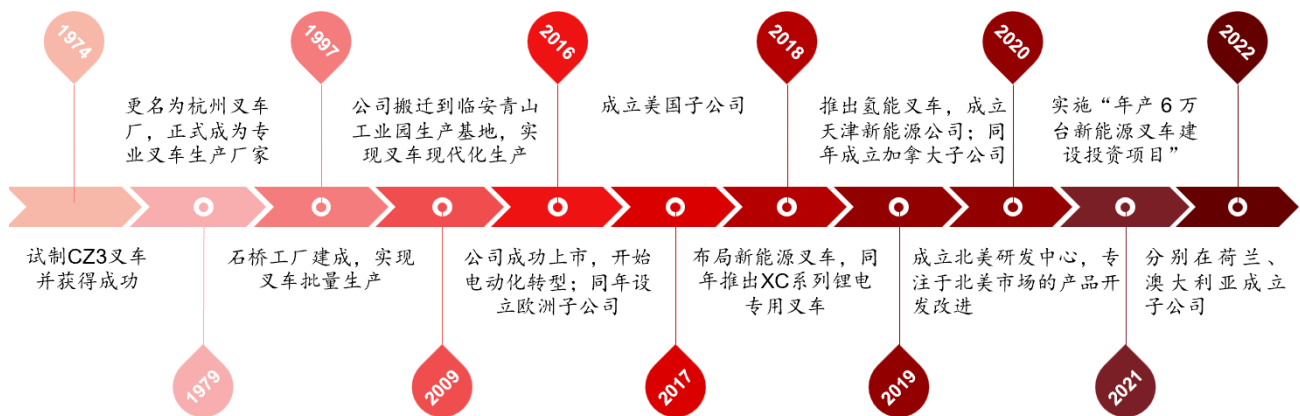 1974
1997
2016
2018
2020
2022
更名为杭州叉车
厂，正式成为专
业叉车生产厂家
公司搬迁到临安青山
工业园生产基地，实
现叉车现代化生产
成立美国子公司
推出氢能叉车，成立
天津新能源公司；同
年成立加拿大子公司
实施“年产 6 万
台新能源叉车建
设投资项目”
试制CZ3叉车
并获得成功
石桥工厂建成，实现
叉车批量生产
公司成功上市，开始
电动化转型；同年设
立欧洲子公司
布局新能源叉车，同
年推出XC系列锂电
专用叉车
成立北美研发中心，专
注于北美市场的产品开
发改进
分别在荷兰、
澳大利亚成立
子公司
1979
2009
2017
2019
2021